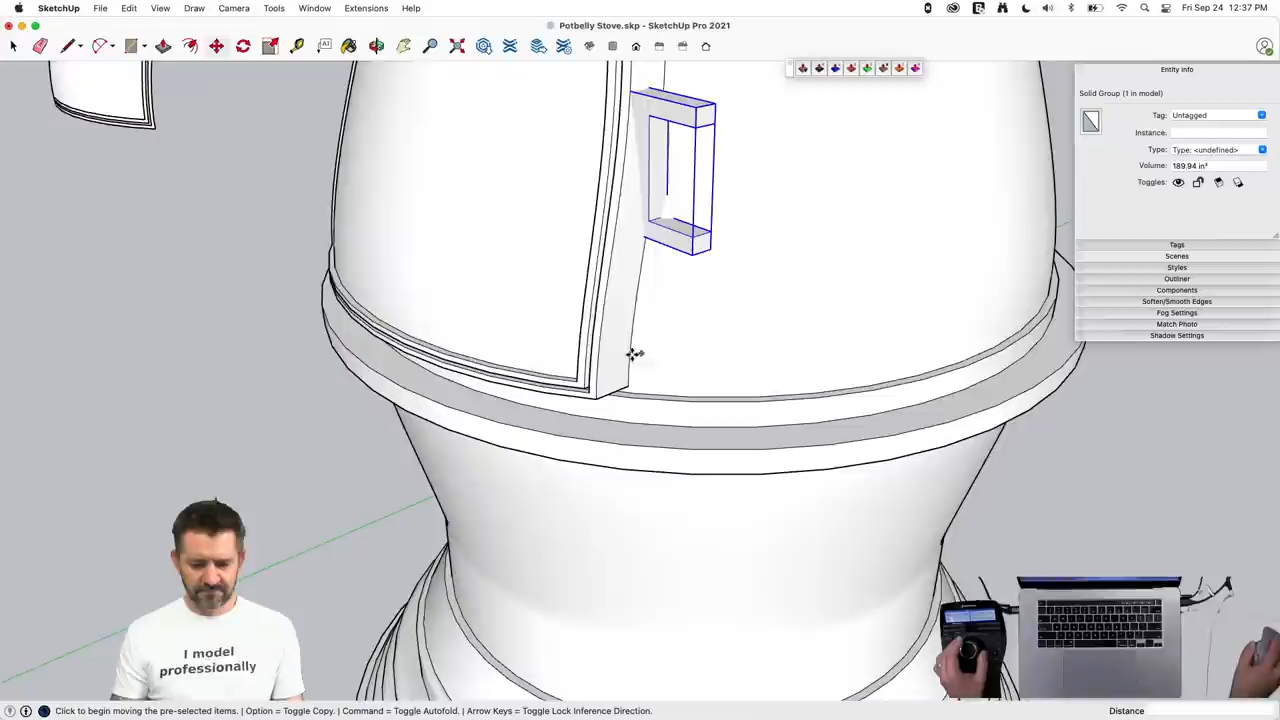 SketchUp File Edit View Draw Camera Tools Window Extensions Help
Fri Sep 24 12:37 PM
Potbelly Stove.skp - SketchUp Pro 2021
Entity Info
Solid Group (1 in model)
Tag: Untagged
Instance:
Type: Type: <undefined>
Volume: 189.94 in³
Toggles:
Tags
Scenes
Styles
Outliner
Components
Soften/Smooth Edges
Fog Settings
Match Photo
Shadow Settings
I model
professionally
Click to begin moving the pre-selected items. | Option = Toggle Copy. | Command = Toggle Autofold. | Arrow Keys = Toggle Lock Inference Direction.
Distance